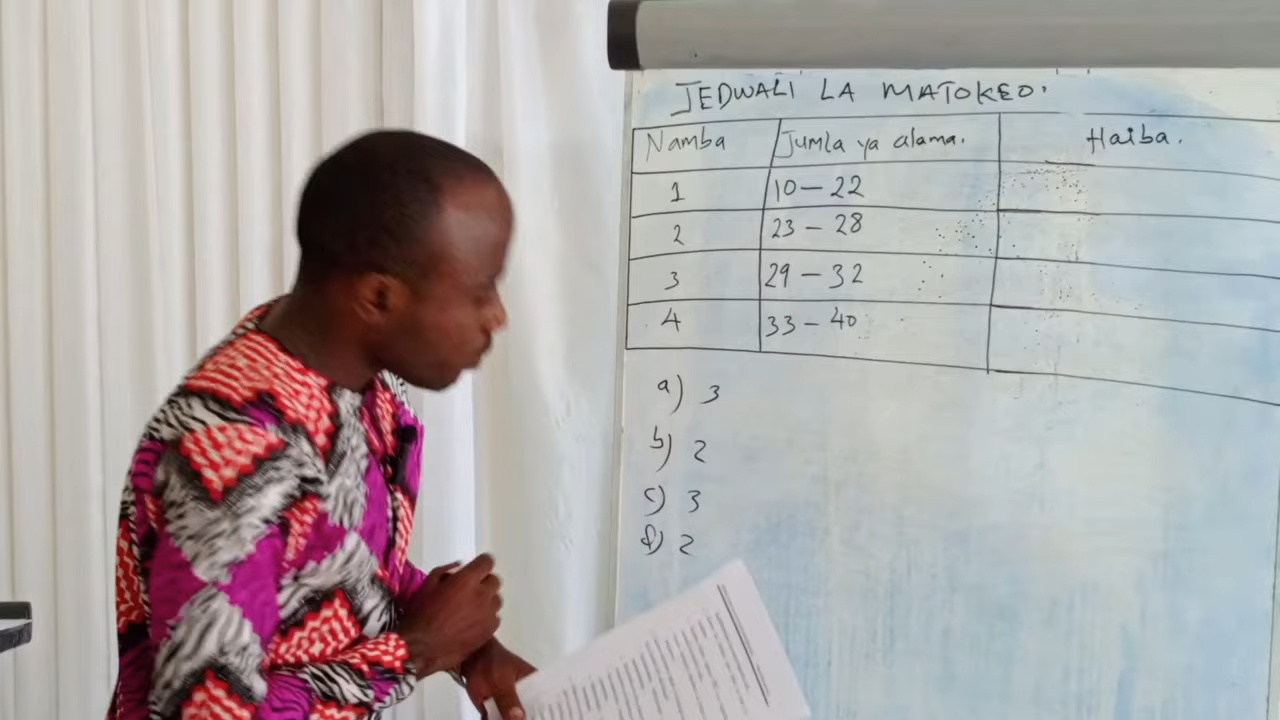 JEDWALI LA MATOKEO.
Namba Jumla ya alama. Haiba.
1 10 – 22
2 23 – 28
3 29 – 32
4 33 – 40
a) 3
b) 2
c) 3
d) 2